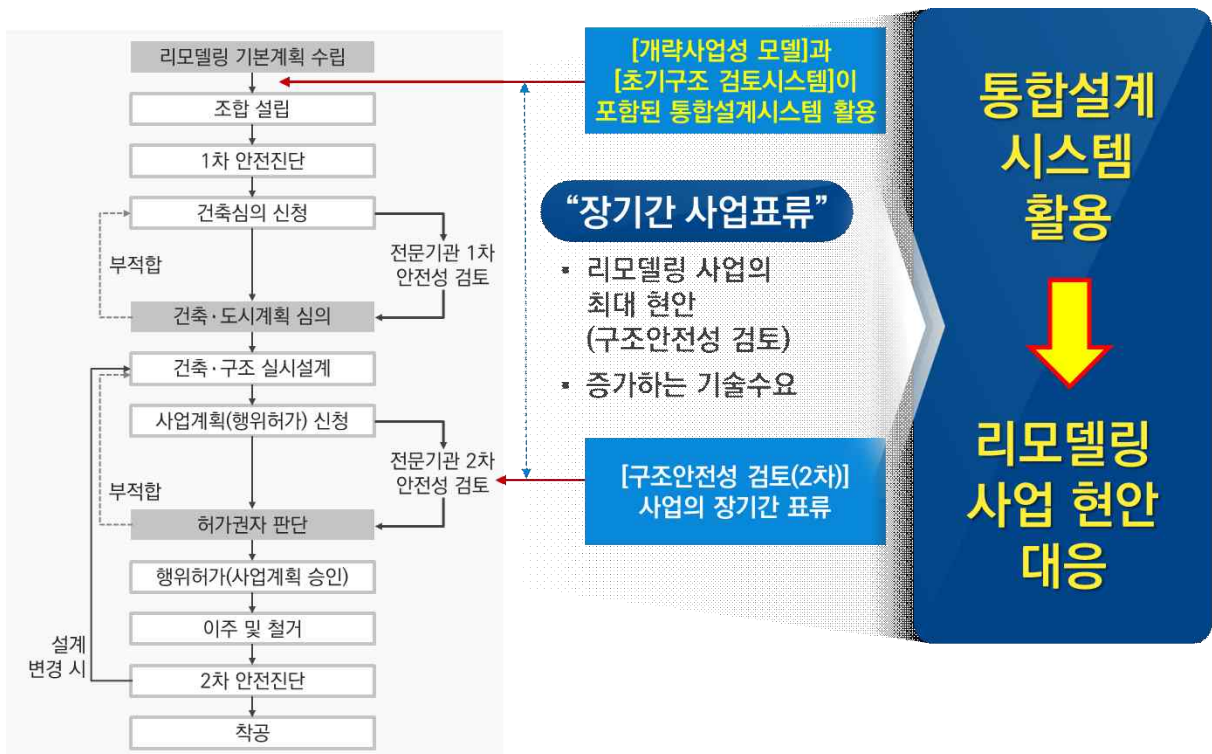 리모델링 기본계획 수립
조합 설립
1차 안전진단
건축심의 신청
부적합
전문기관 1차
안전성 검토
건축·도시계획 심의
건축·구조 실시설계
사업계획(행위허가) 신청
부적합
전문기관 2차
안전성 검토
허가권자 판단
행위허가(사업계획 승인)
이주 및 철거
설계
변경 시
2차 안전진단
착공
[개략사업성 모델]과
[초기구조 검토시스템]이
포함된 통합설계시스템 활용
“장기간 사업표류”
▪ 리모델링 사업의
최대 현안
(구조안전성 검토)
▪ 증가하는 기술수요
[구조안전성 검토(2차)]
사업의 장기간 표류
통합설계
시스템
활용
리모델링
사업 현안
대응